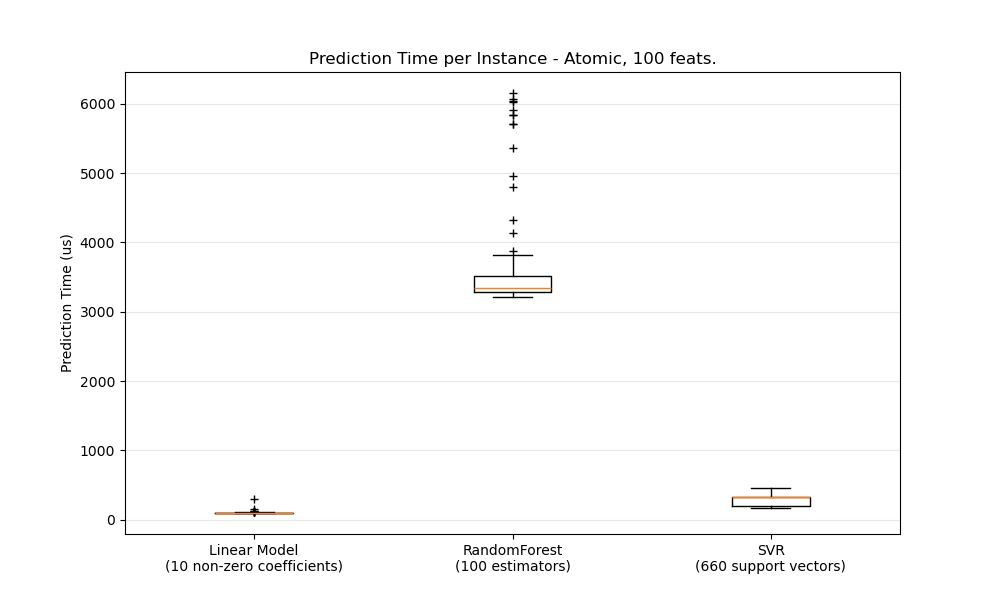 Prediction Time per Instance - Atomic, 100 feats.
Prediction Time (us)
6000
5000
4000
3000
2000
1000
0
Linear Model
(10 non-zero coefficients)
RandomForest
(100 estimators)
SVR
(660 support vectors)